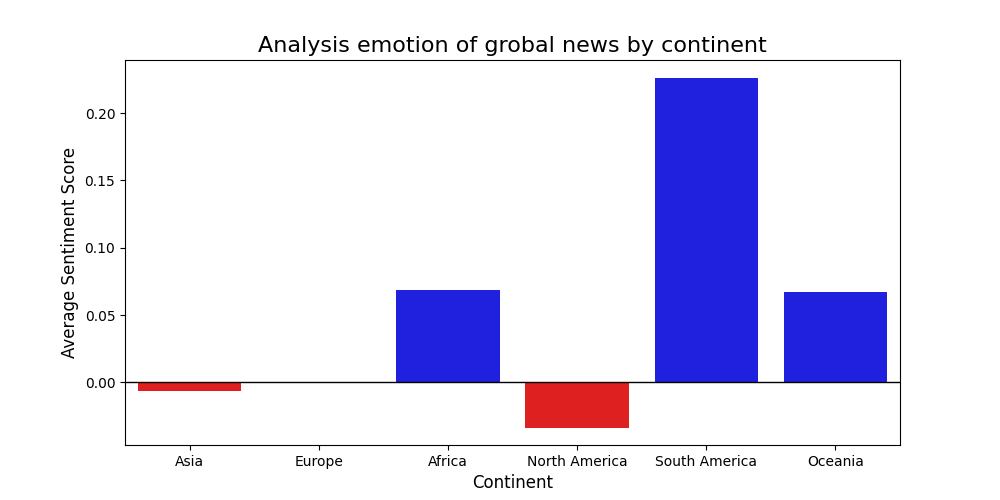 Analysis emotion of grobal news by continent
Average Sentiment Score
0.20
0.15
0.10
0.05
0.00
Asia Europe Africa North America South America Oceania
Continent